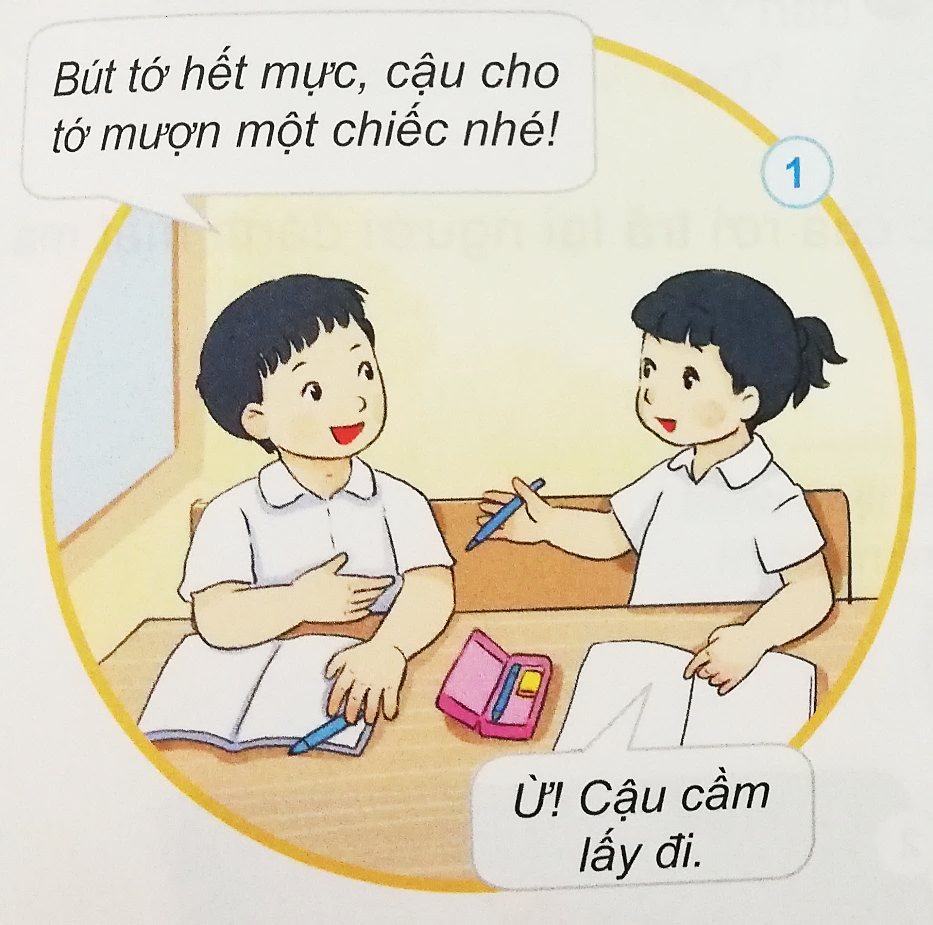 Bút tớ hết mực, cậu cho
tớ mượn một chiếc nhé!
1
Ừ! Cậu cầm
lấy đi.